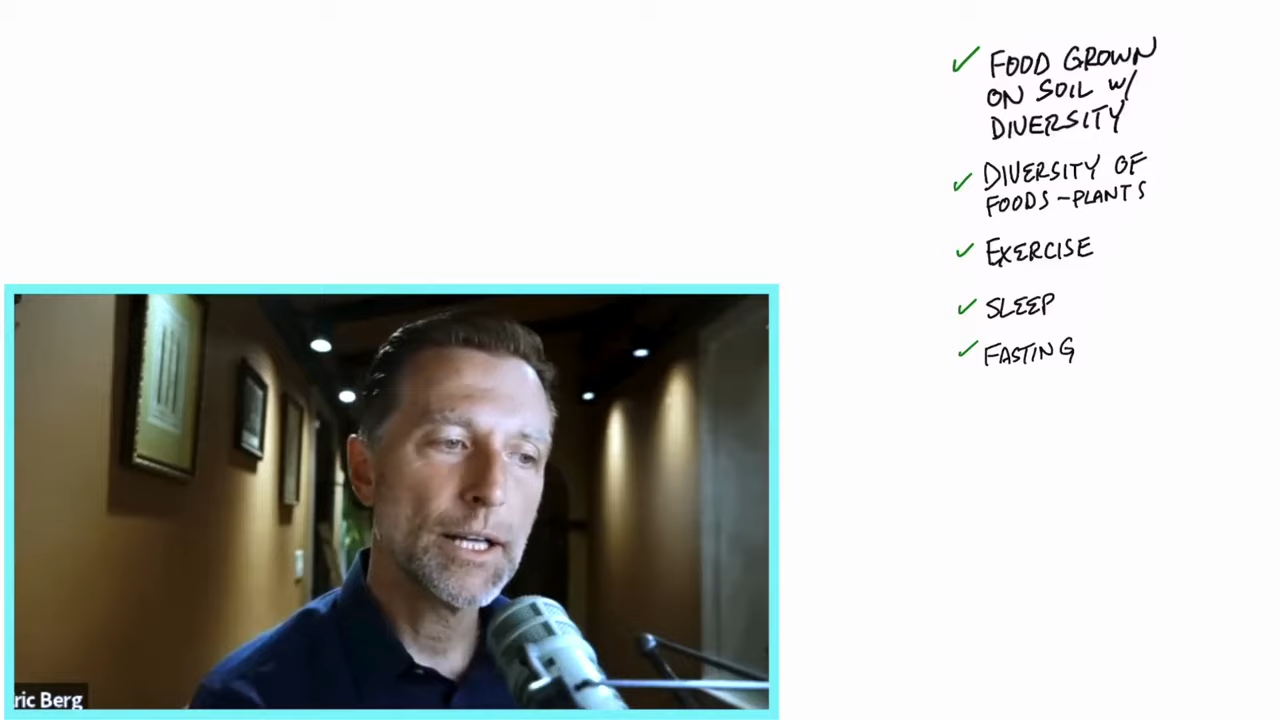 ✓ FOOD GROWN
ON SOIL W/
DIVERSITY
✓ DIVERSITY OF
FOODS - PLANTS
✓ EXERCISE
✓ SLEEP
✓ FASTING
ric Berg